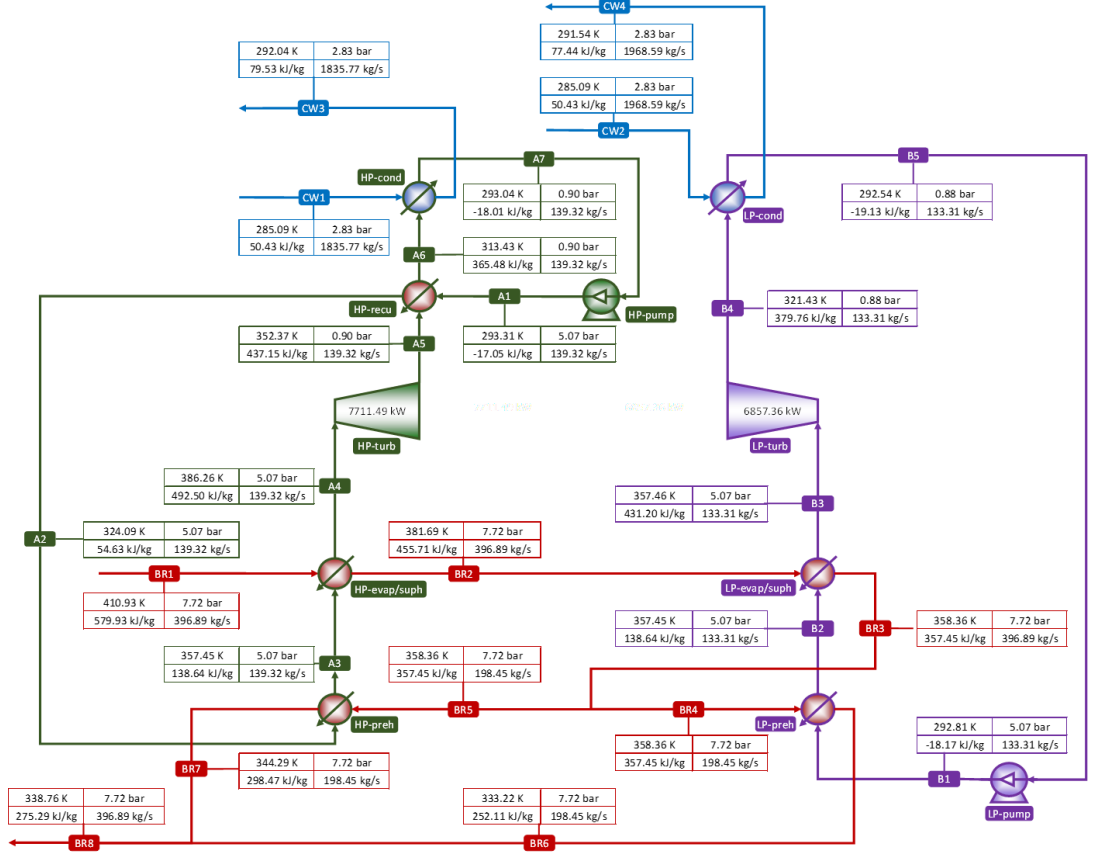 CW4
291.54 K 2.83 bar
77.44 kJ/kg 1968.59 kg/s
292.04 K 2.83 bar
79.53 kJ/kg 1835.77 kg/s
285.09 K 2.83 bar
50.43 kJ/kg 1968.59 kg/s
CW3
CW2
A7
B5
HP-cond
293.04 K 0.90 bar
-18.01 kJ/kg 139.32 kg/s
292.54 K 0.88 bar
-19.13 kJ/kg 133.31 kg/s
CW1
LP-cond
285.09 K 2.83 bar
50.43 kJ/kg 1835.77 kg/s
A6
313.43 K 0.90 bar
365.48 kJ/kg 139.32 kg/s
HP-recu
A1
HP-pump
B4
321.43 K 0.88 bar
379.76 kJ/kg 133.31 kg/s
352.37 K 0.90 bar
437.15 kJ/kg 139.32 kg/s
A5
293.31 K 5.07 bar
-17.05 kJ/kg 139.32 kg/s
7711.49 kW
6857.36 kW
HP-turb
LP-turb
386.26 K 5.07 bar
492.50 kJ/kg 139.32 kg/s
A4
357.46 K 5.07 bar
431.20 kJ/kg 133.31 kg/s
B3
A2
324.09 K 5.07 bar
54.63 kJ/kg 139.32 kg/s
381.69 K 7.72 bar
455.71 kJ/kg 396.89 kg/s
BR1
BR2
HP-evap/suph
LP-evap/suph
410.93 K 7.72 bar
579.93 kJ/kg 396.89 kg/s
357.45 K 5.07 bar
138.64 kJ/kg 133.31 kg/s
B2
BR3
358.36 K 7.72 bar
357.45 kJ/kg 396.89 kg/s
357.45 K 5.07 bar
138.64 kJ/kg 139.32 kg/s
A3
358.36 K 7.72 bar
357.45 kJ/kg 198.45 kg/s
BR5
BR4
HP-preh
LP-preh
358.36 K 7.72 bar
357.45 kJ/kg 198.45 kg/s
292.81 K 5.07 bar
-18.17 kJ/kg 133.31 kg/s
BR7
344.29 K 7.72 bar
298.47 kJ/kg 198.45 kg/s
B1
LP-pump
338.76 K 7.72 bar
275.29 kJ/kg 396.89 kg/s
333.22 K 7.72 bar
252.11 kJ/kg 198.45 kg/s
BR8
BR6